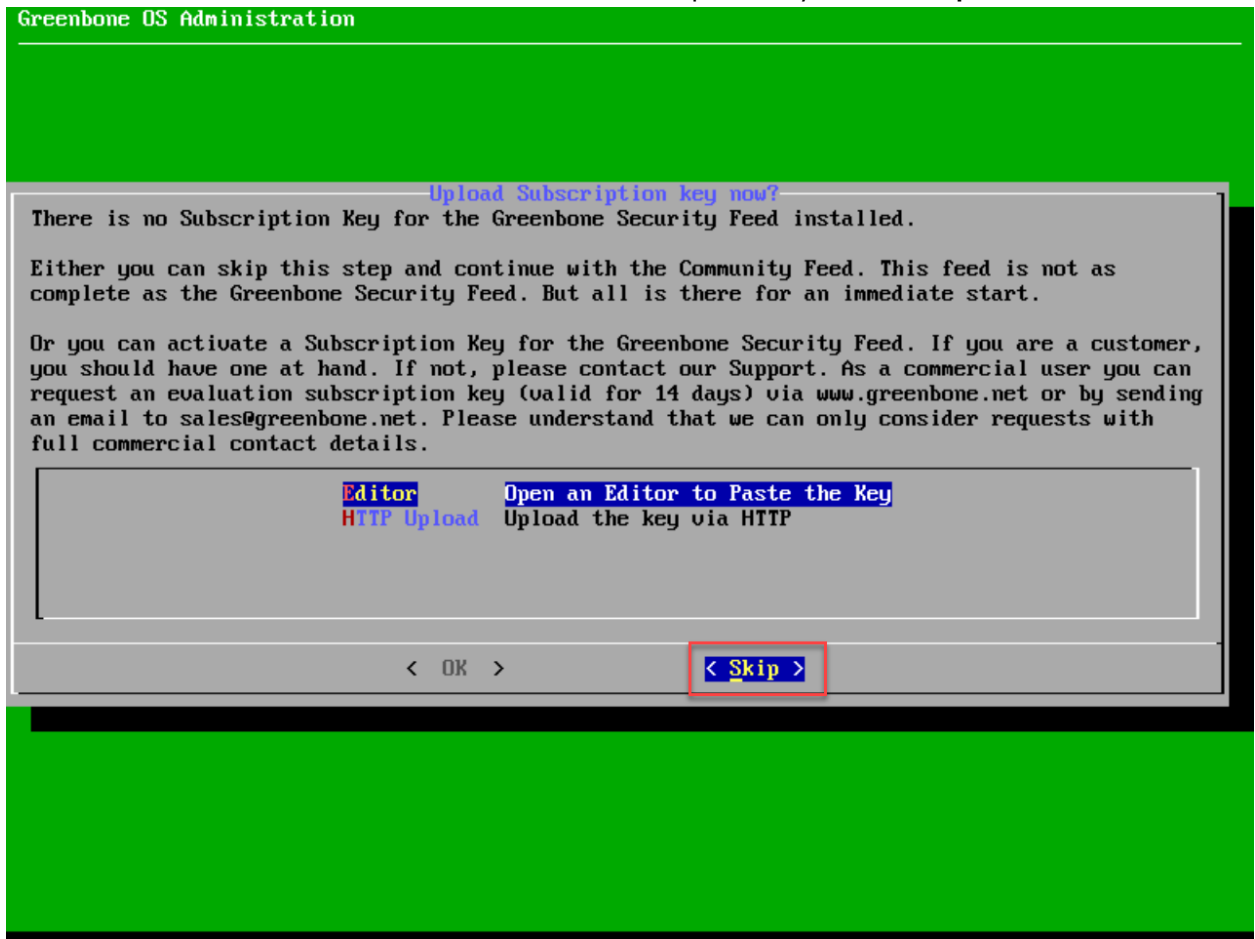 Greenbone OS Administration
Upload Subscription key now?
There is no Subscription Key for the Greenbone Security Feed installed.
Either you can skip this step and continue with the Community Feed. This feed is not as
complete as the Greenbone Security Feed. But all is there for an immediate start.
Or you can activate a Subscription Key for the Greenbone Security Feed. If you are a customer,
you should have one at hand. If not, please contact our Support. As a commercial user you can
request an evaluation subscription key (valid for 14 days) via www.greenbone.net or by sending
an email to sales@greenbone.net. Please understand that we can only consider requests with
full commercial contact details.
Editor Open an Editor to Paste the Key
HTTP Upload Upload the key via HTTP
< OK > < Skip >